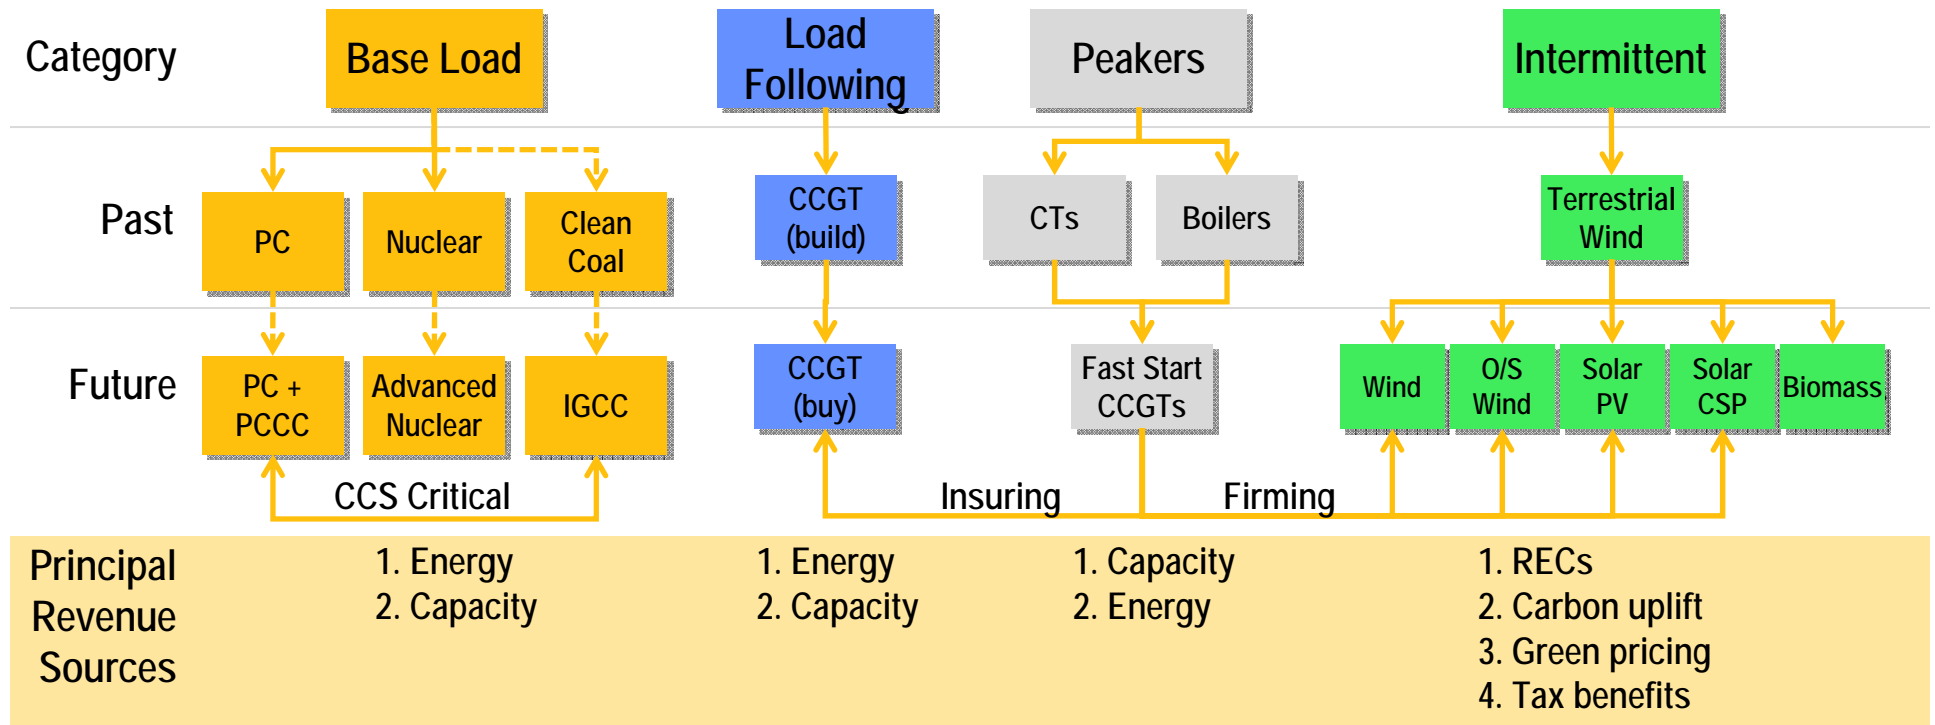 Category
Base Load
Load
Following
Peakers
Intermittent
Past
PC
Nuclear
Clean
Coal
CCGT
(build)
CTs
Boilers
Terrestrial
Wind
Future
PC +
PCCC
Advanced
Nuclear
IGCC
CCGT
(buy)
Fast Start
CCGTs
Wind
O/S
Wind
Solar
PV
Solar
CSP
Biomass
CCS Critical
Insuring
Firming
Principal
Revenue
Sources
1. Energy
2. Capacity
1. Energy
2. Capacity
1. Capacity
2. Energy
1. RECs
2. Carbon uplift
3. Green pricing
4. Tax benefits